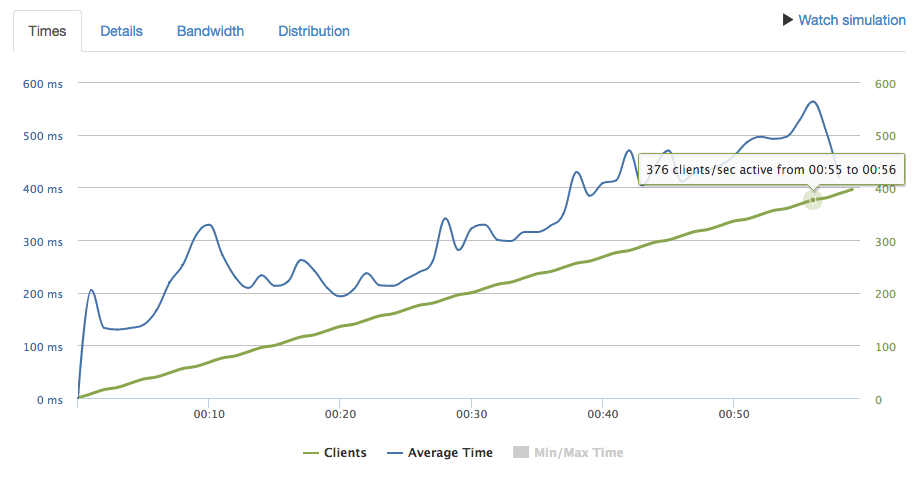 Times Details Bandwidth Distribution Watch simulation
600 ms 600
500 ms 500
376 clients/sec active from 00:55 to 00:56
400 ms 400
300 ms 300
200 ms 200
100 ms 100
0 ms 0
00:10 00:20 00:30 00:40 00:50
Clients Average Time Min/Max Time